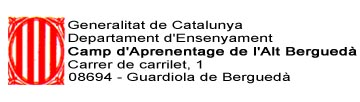 Generalitat de Catalunya
Departament d'Ensenyament
Camp d'Aprenentage de l'Alt Berguedà
Carrer de carrilet, 1
08694 - Guardiola de Berguedà